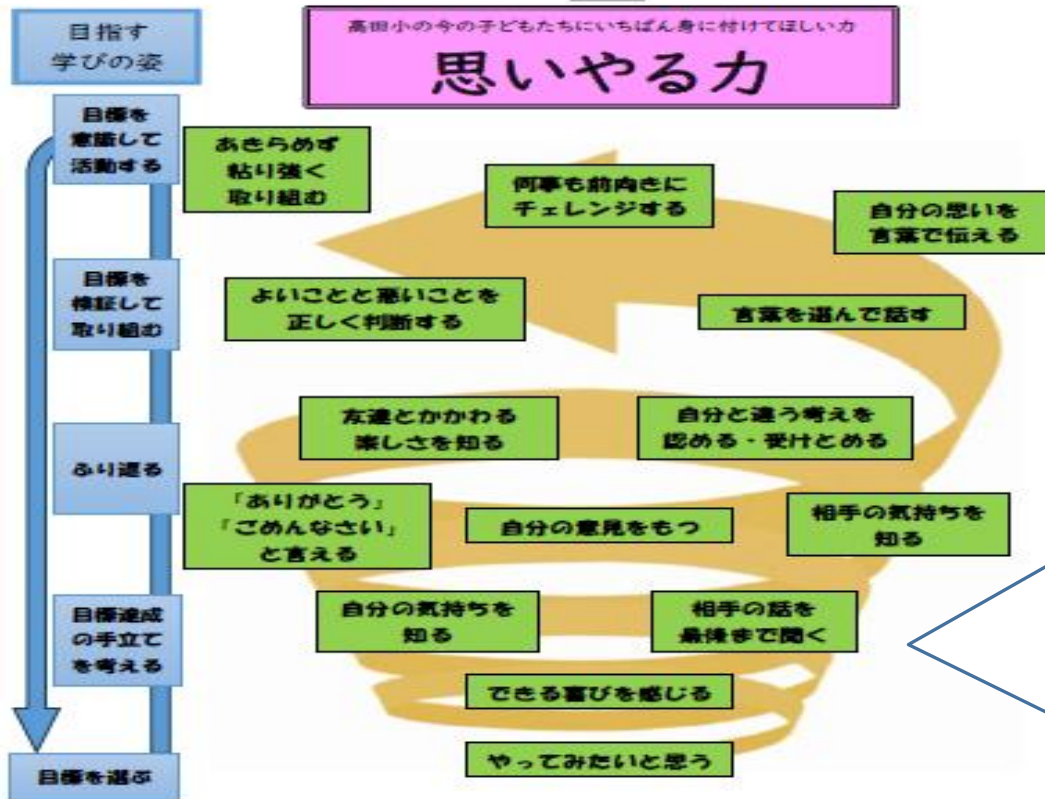 目指す
学びの姿
高田小の今の子どもたちにいちばん身に付けてほしい力
思いやる力
目標を
意識して
活動する
あきらめず
粘り強く
取り組む
何事も前向きに
チェレンジする
自分の思いを
言葉で伝える
目標を
検証して
取り組む
よいことと悪いことを
正しく判断する
言葉を選んで話す
友達とかかわる
楽しさを知る
自分と違う考えを
認める・受けとめる
ふり返る
「ありがとう」
「ごめんなさい」
と言える
自分の意見をもつ
相手の気持ちを
知る
目標達成
の手立て
を考える
自分の気持ちを
知る
相手の話を
最後まで聞く
できる喜びを感じる
やってみたいと思う
目標を選ぶ